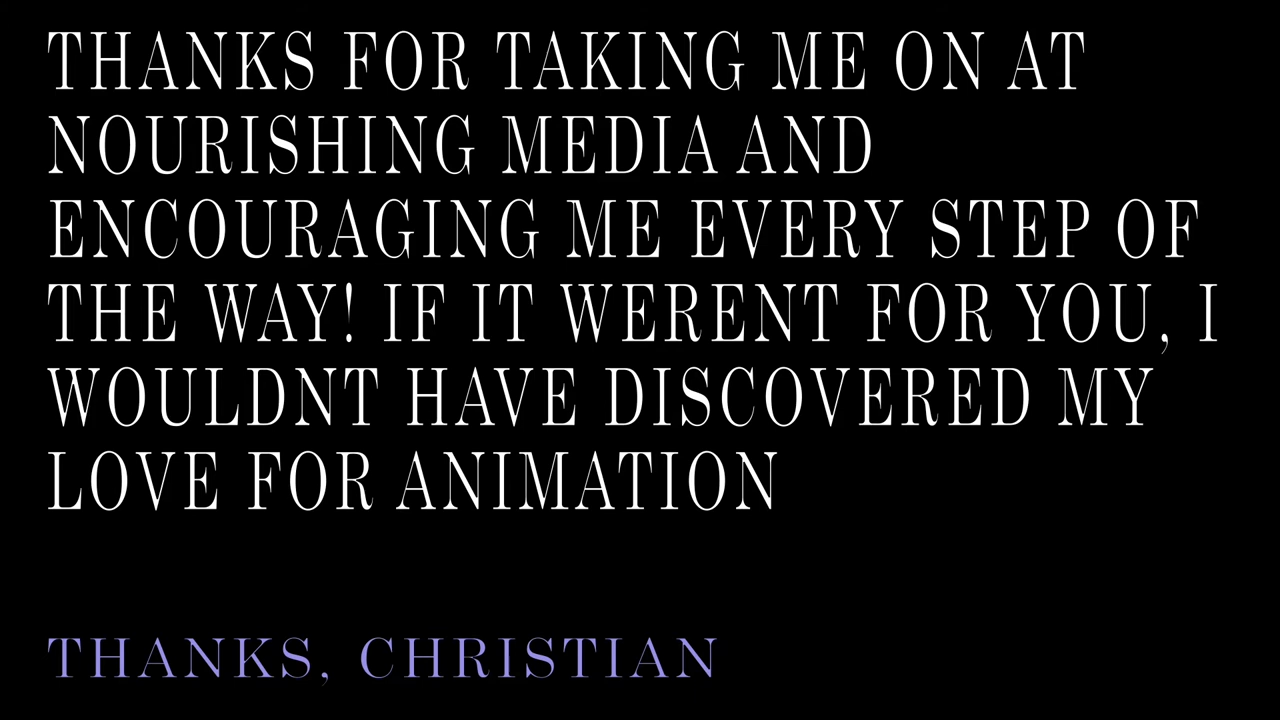 THANKS FOR TAKING ME ON AT
NOURISHING MEDIA AND
ENCOURAGING ME EVERY STEP OF
THE WAY! IF IT WERENT FOR YOU, I
WOULDNT HAVE DISCOVERED MY
LOVE FOR ANIMATION
THANKS, CHRISTIAN